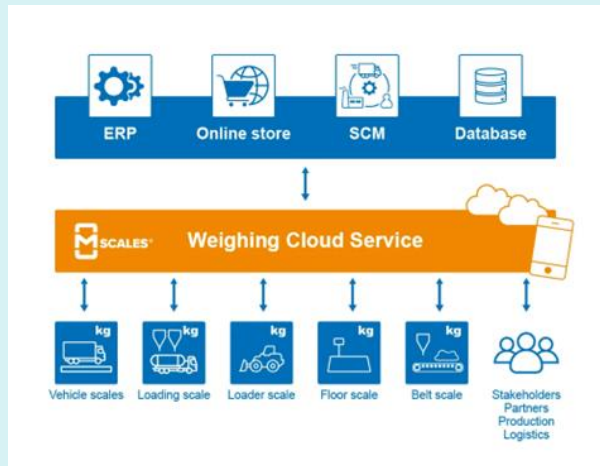 ERP
Online store
SCM
Database
M SCALES®
Weighing Cloud Service
kg
kg
kg
kg
kg
Vehicle scales
Loading scale
Loader scale
Floor scale
Belt scale
Stakeholders
Partners
Production
Logistics